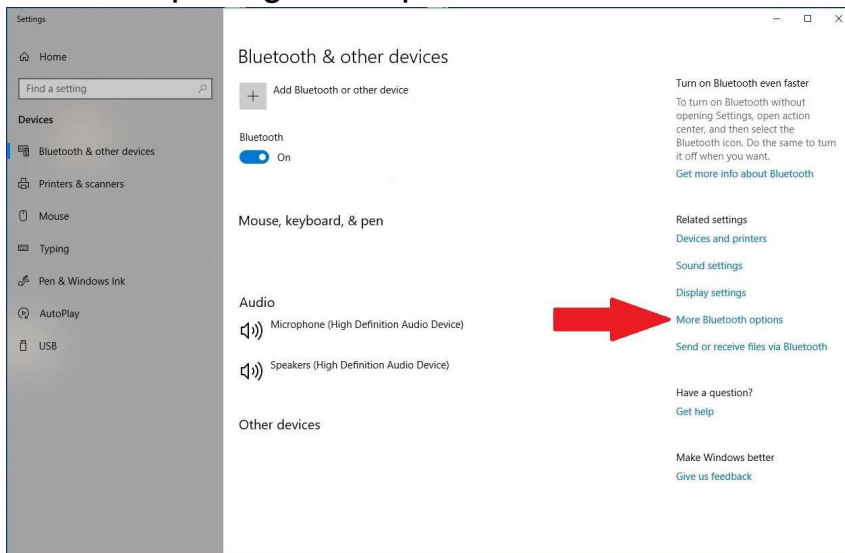 Settings
Home
Find a setting
Devices
Bluetooth & other devices
Printers & scanners
Mouse
Typing
Pen & Windows Ink
AutoPlay
USB
Bluetooth & other devices
Add Bluetooth or other device
Bluetooth
On
Mouse, keyboard, & pen
Audio
Microphone (High Definition Audio Device)
Speakers (High Definition Audio Device)
Other devices
Turn on Bluetooth even faster
To turn on Bluetooth without
opening Settings, open action
center, and then select the
Bluetooth icon. Do the same to turn
it off when you want.
Get more info about Bluetooth
Related settings
Devices and printers
Sound settings
Display settings
More Bluetooth options
Send or receive files via Bluetooth
Have a question?
Get help
Make Windows better
Give us feedback